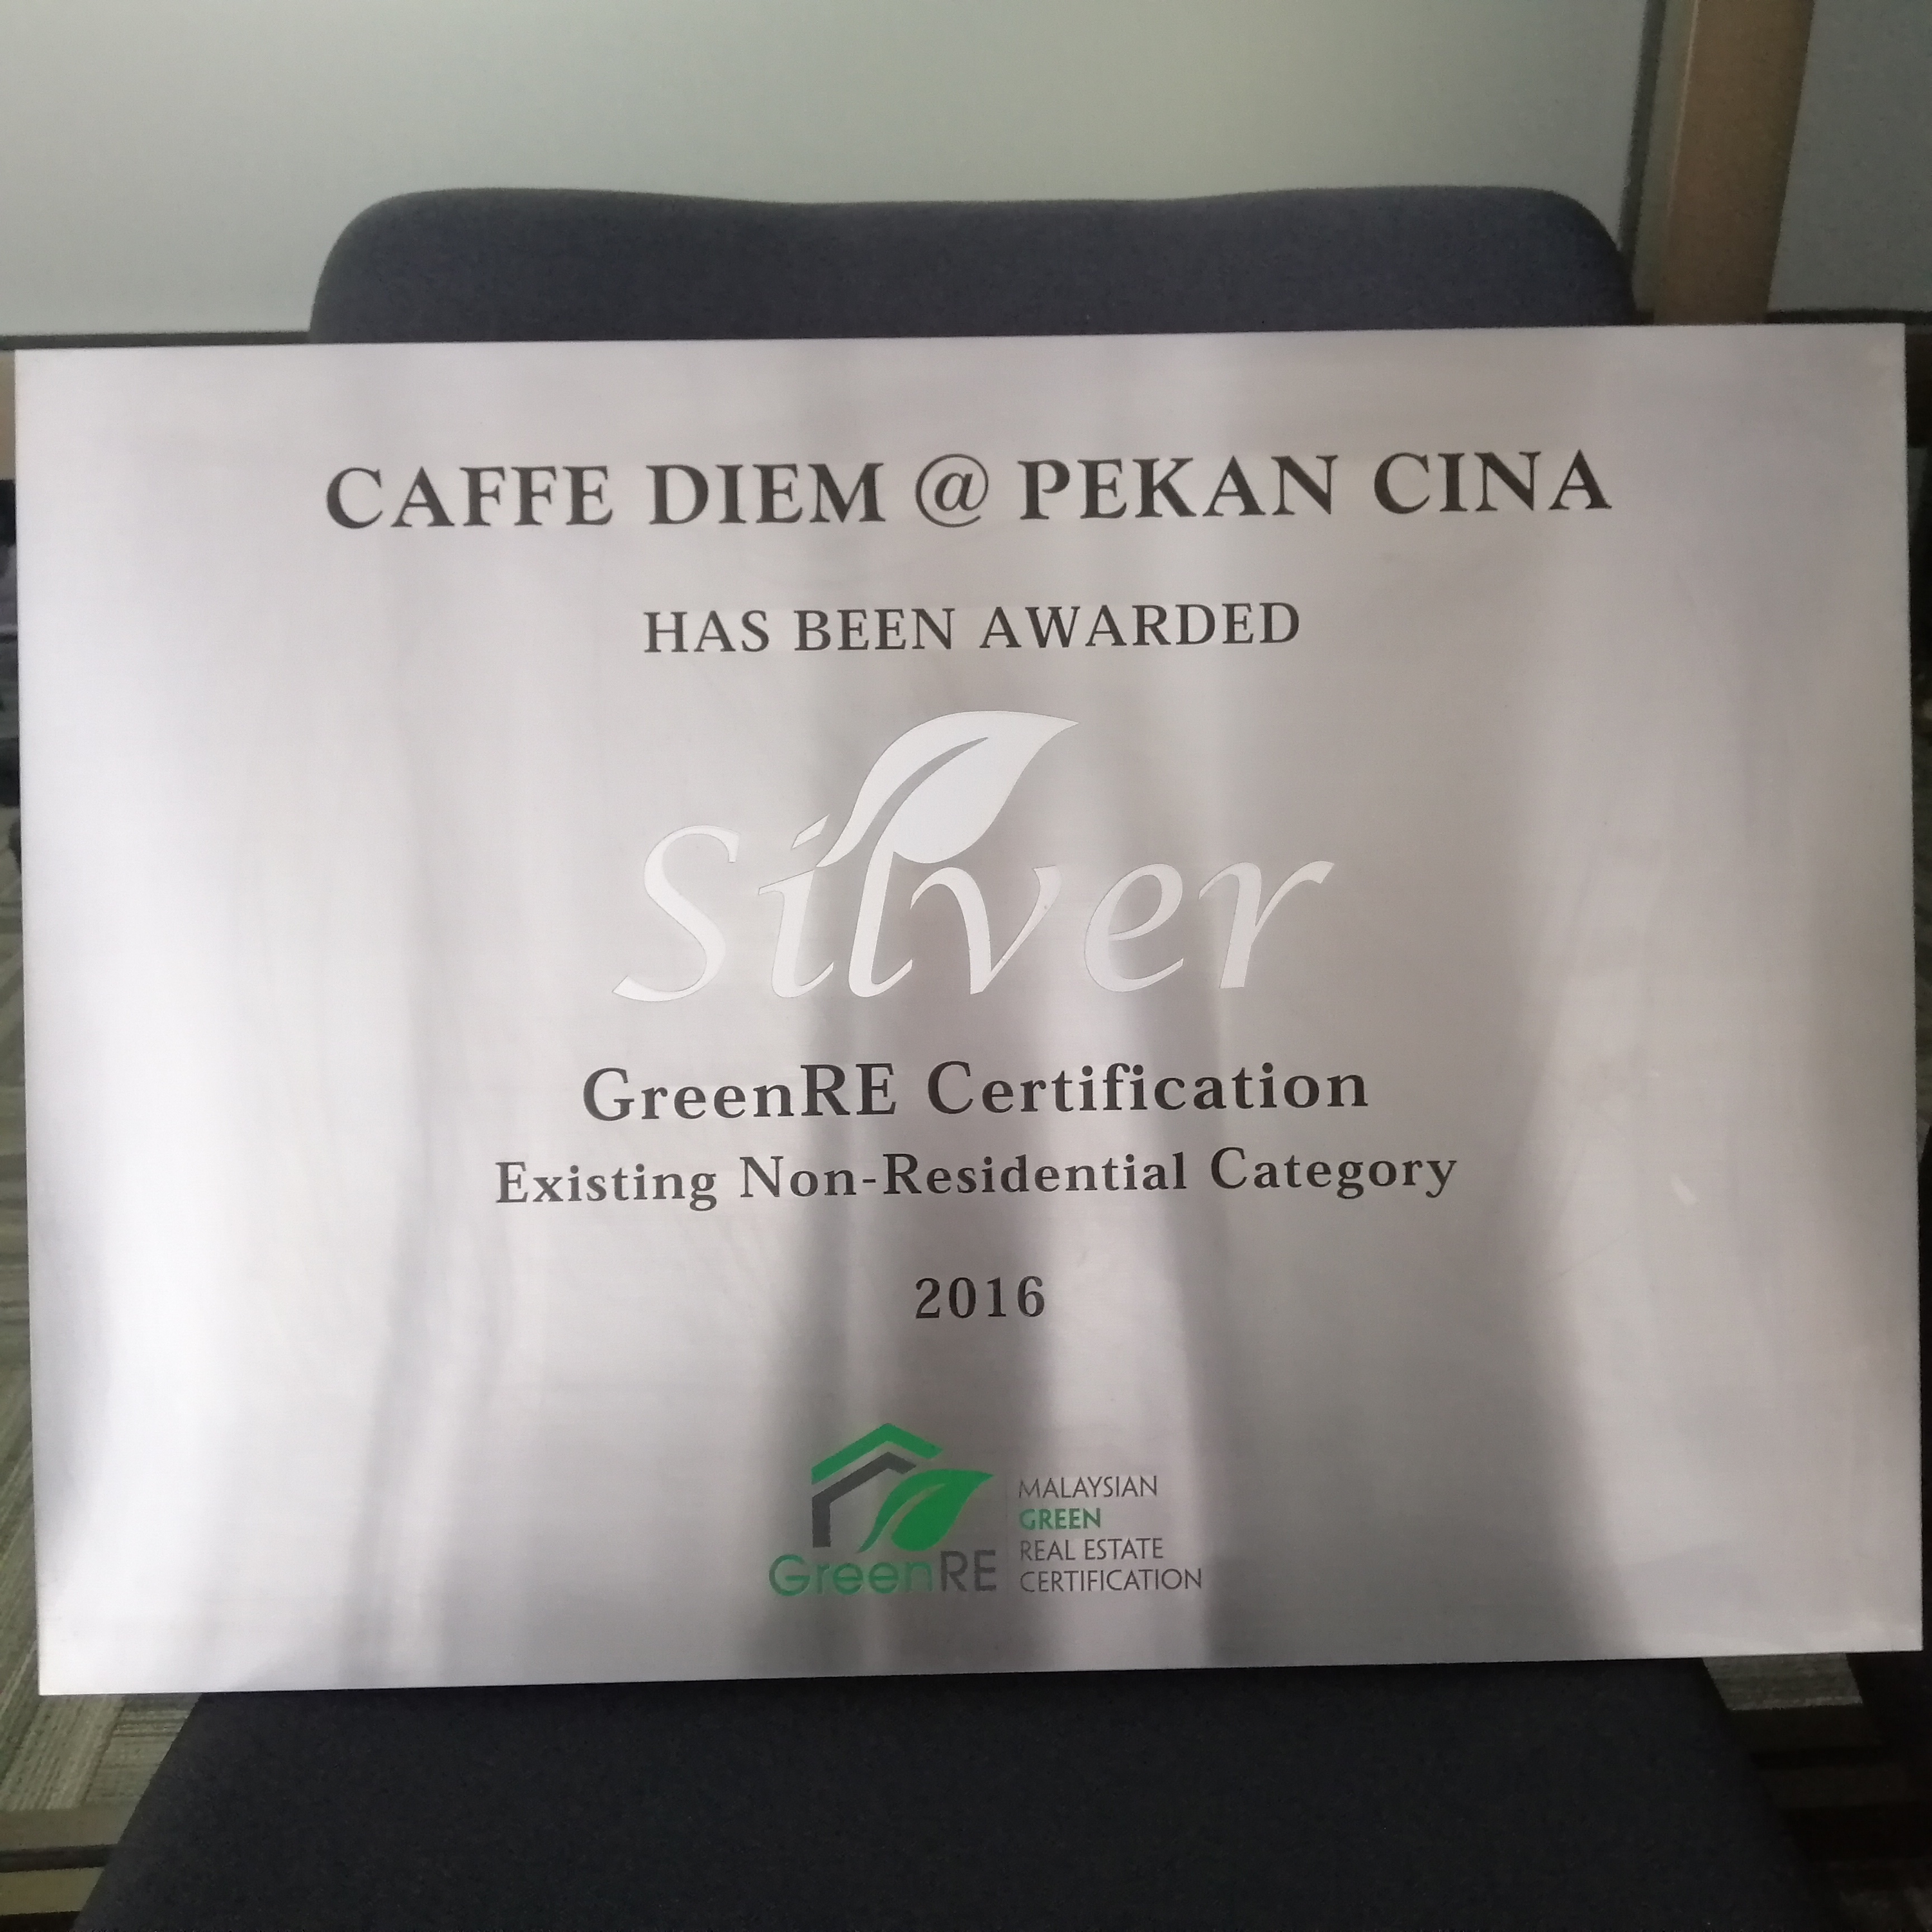 CAFFE DIEM @ PEKAN CINA
HAS BEEN AWARDED
Silver
GreenRE Certification
Existing Non-Residential Category
2016
GreenRE
MALAYSIAN
GREEN
REAL ESTATE
CERTIFICATION